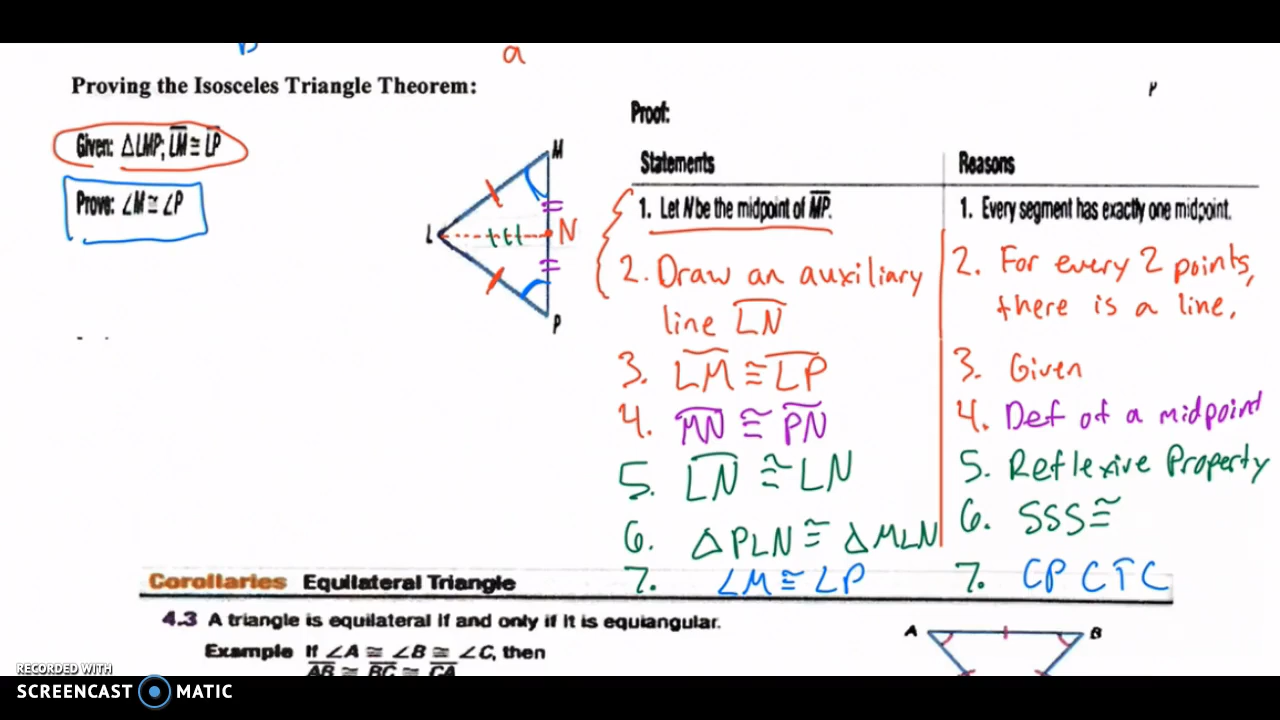 a
Proving the Isosceles Triangle Theorem:
Given: △LMP; LM ≅ LP
Prove: ∠M ≅ ∠P
M
L
N
P
Proof:
Statements
Reasons
1. Let N be the midpoint of MP.
1. Every segment has exactly one midpoint.
2. Draw an auxiliary
line LN
2. For every 2 points,
there is a line.
3. LM ≅ LP
3. Given
4. MN ≅ PN
4. Def of a midpoint
5. LN ≅ LN
5. Reflexive Property
6. △PLN ≅ △MLN
6. SSS ≅
7. ∠M ≅ ∠P
7. CPCTC
Corollaries Equilateral Triangle
4.3 A triangle is equilateral if and only if it is equiangular.
Example If ∠A ≅ ∠B ≅ ∠C, then
AB ≅ BC ≅ CA
A
B
RECORDED WITH
SCREENCAST MATIC